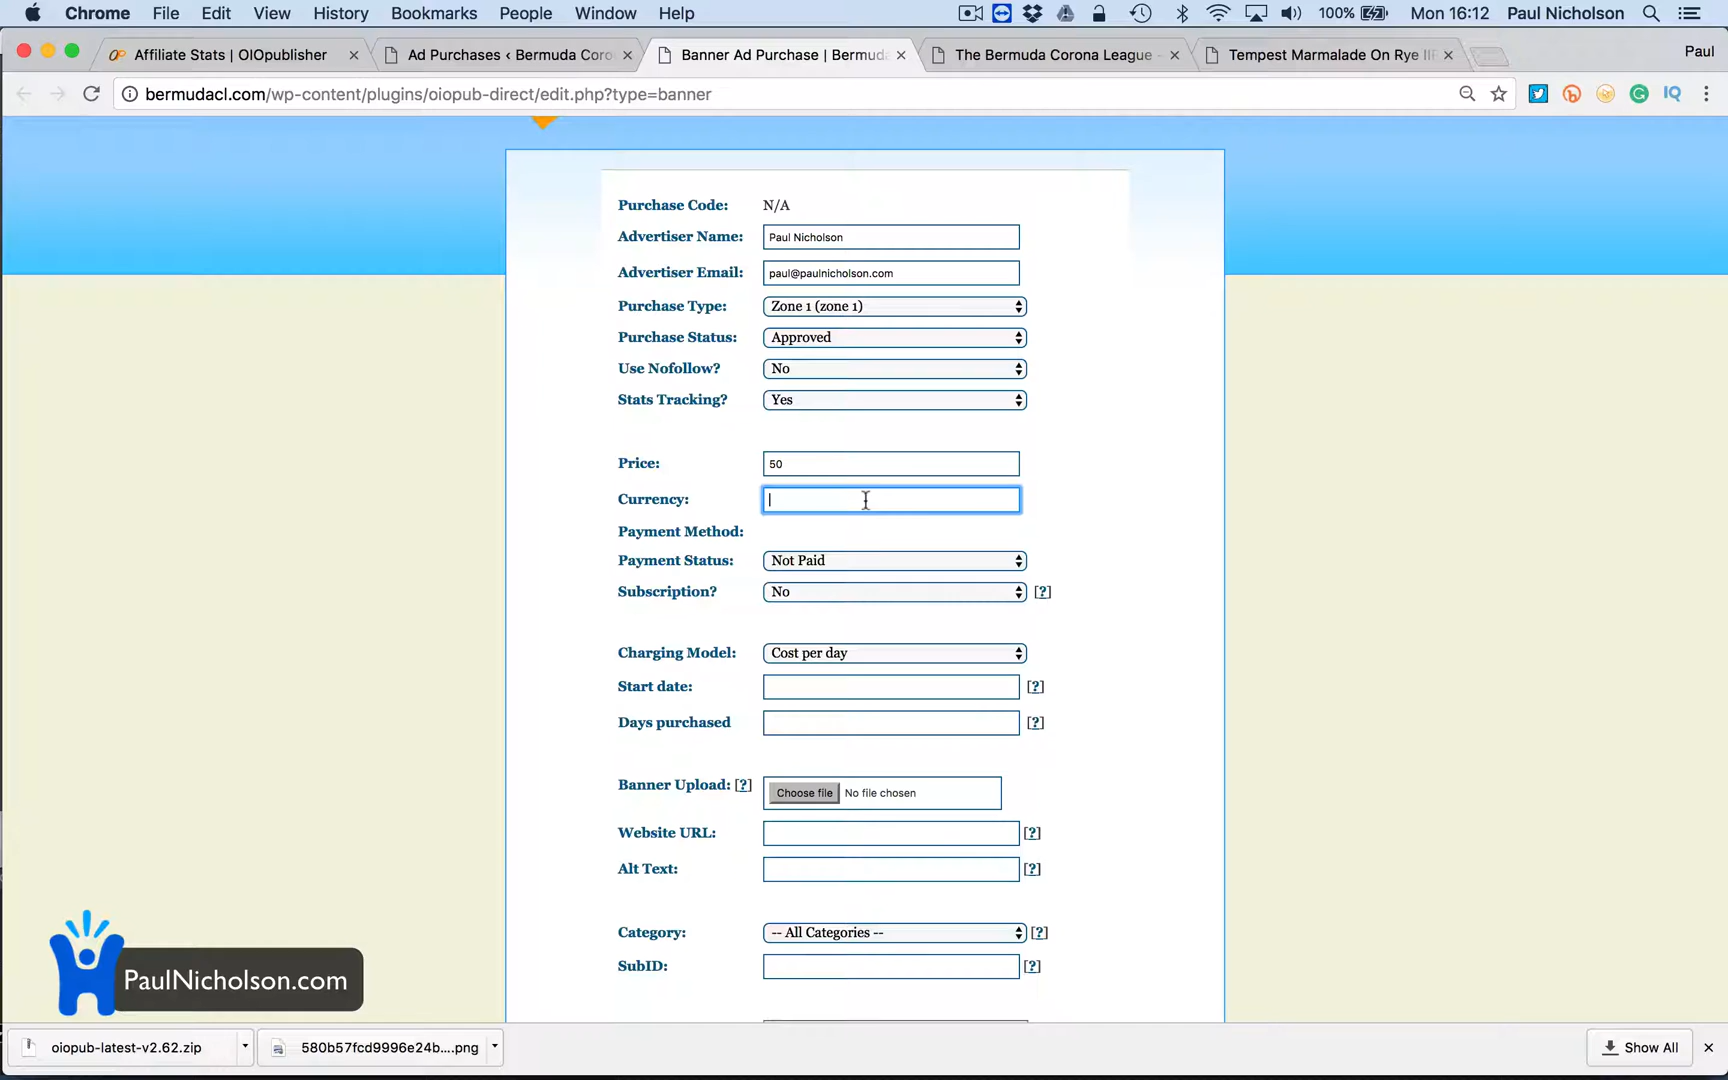 Chrome File Edit View History Bookmarks People Window Help 100% Mon 16:12 Paul Nicholson
Affiliate Stats | OIOpublisher Ad Purchases ‹ Bermuda Coro Banner Ad Purchase | Bermuda The Bermuda Corona League - Tempest Marmalade On Rye IIP Paul
bermudacl.com/wp-content/plugins/oiopub-direct/edit.php?type=banner
Purchase Code: N/A
Advertiser Name: Paul Nicholson
Advertiser Email: paul@paulnicholson.com
Purchase Type: Zone 1 (zone 1)
Purchase Status: Approved
Use Nofollow? No
Stats Tracking? Yes
Price: 50
Currency:
Payment Method:
Payment Status: Not Paid
Subscription? No [?]
Charging Model: Cost per day
Start date: [?]
Days purchased [?]
Banner Upload: [?] Choose file No file chosen
Website URL: [?]
Alt Text: [?]
Category: -- All Categories -- [?]
SubID: [?]
PaulNicholson.com
oiopub-latest-v2.62.zip 580b57fcd9996e24b....png Show All